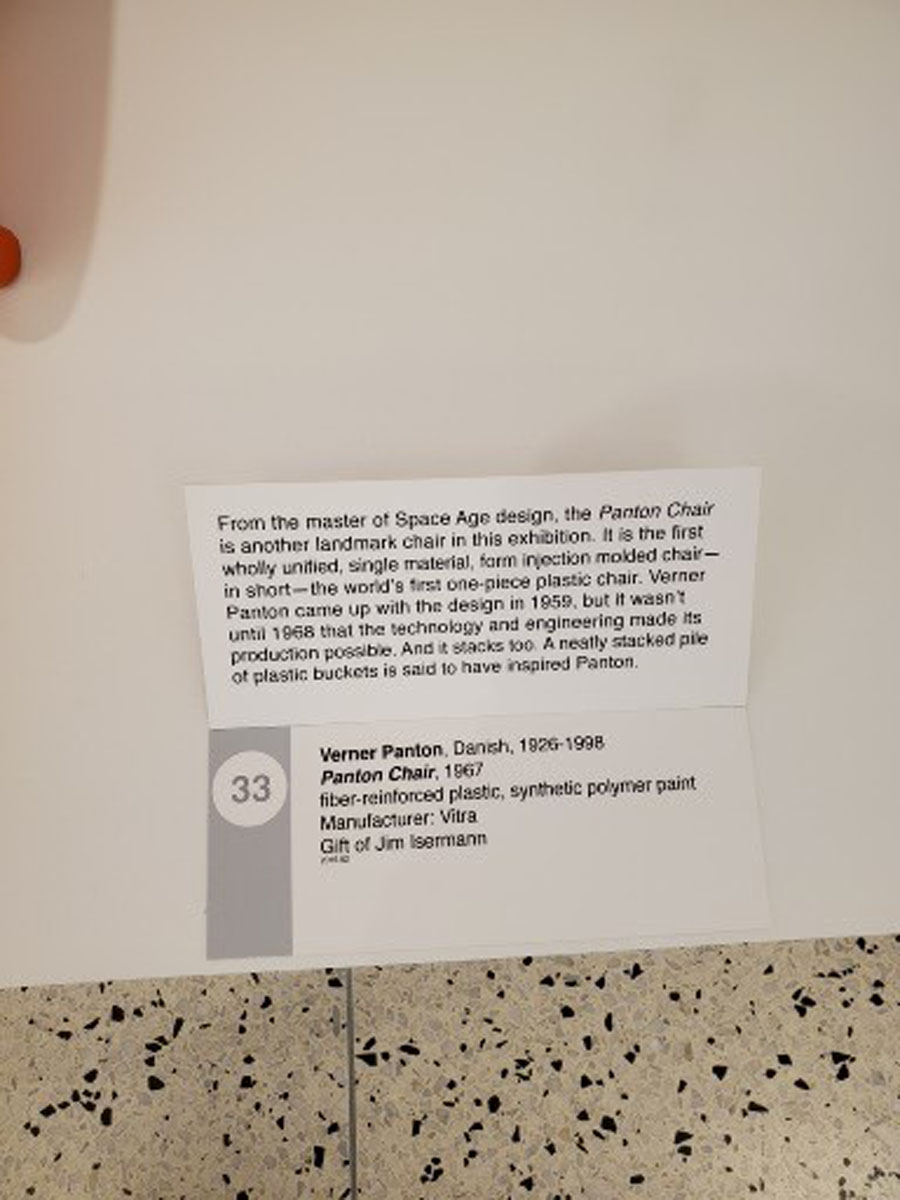 From the master of Space Age design, the Panton Chair
is another landmark chair in this exhibition. It is the first
wholly unified, single material, form injection molded chair—
in short—the world's first one-piece plastic chair. Verner
Panton came up with the design in 1959, but it wasn't
until 1968 that the technology and engineering made its
production possible. And it stacks too. A neatly stacked pile
of plastic buckets is said to have inspired Panton.
33
Verner Panton, Danish, 1926-1998
Panton Chair, 1967
fiber-reinforced plastic, synthetic polymer paint
Manufacturer: Vitra
Gift of Jim Isermann